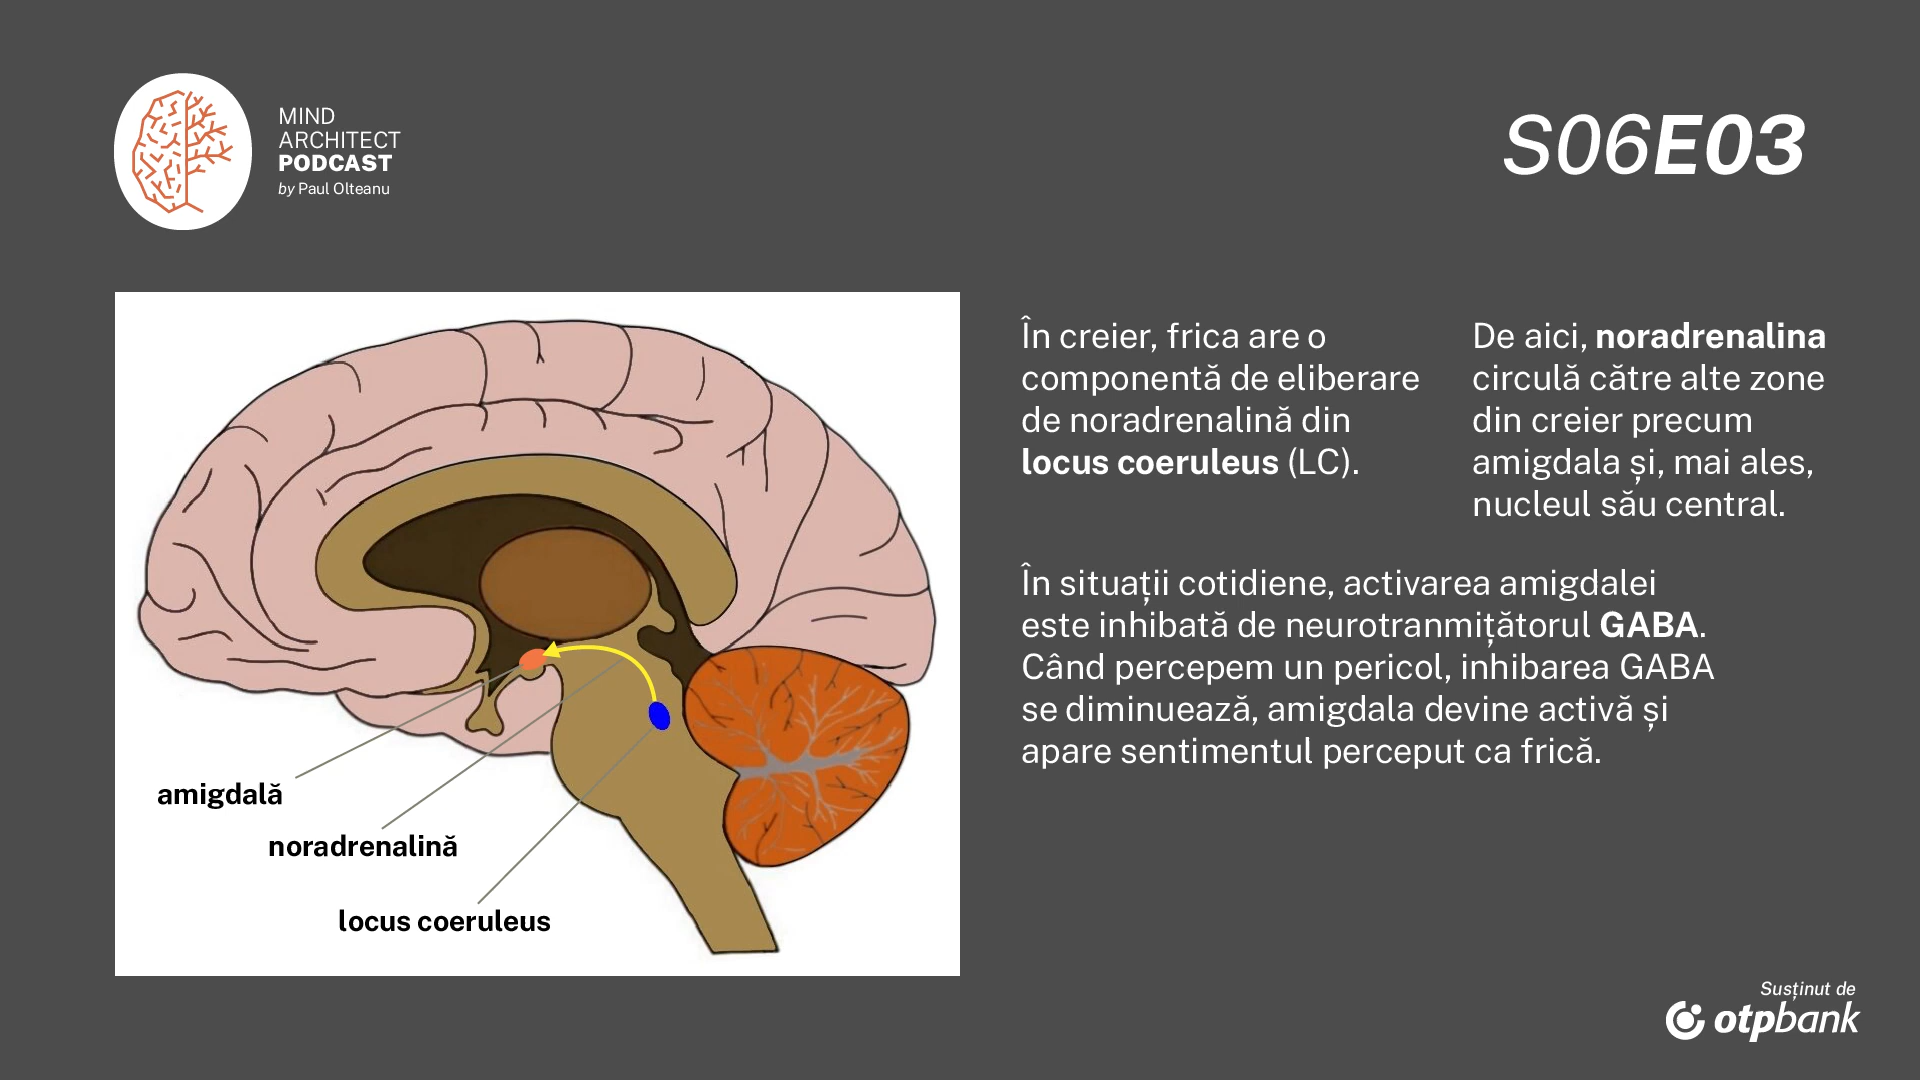 MIND
ARCHITECT
PODCAST
by Paul Olteanu
S06E03
amigdală
noradrenalină
locus coeruleus
În creier, frica are o
componentă de eliberare
de noradrenalină din
locus coeruleus (LC).
De aici, noradrenalina
circulă către alte zone
din creier precum
amigdala și, mai ales,
nucleul său central.
În situații cotidiene, activarea amigdalei
este inhibată de neurotranmițătorul GABA.
Când percepem un pericol, inhibarea GABA
se diminuează, amigdala devine activă și
apare sentimentul perceput ca frică.
Susținut de
otpbank